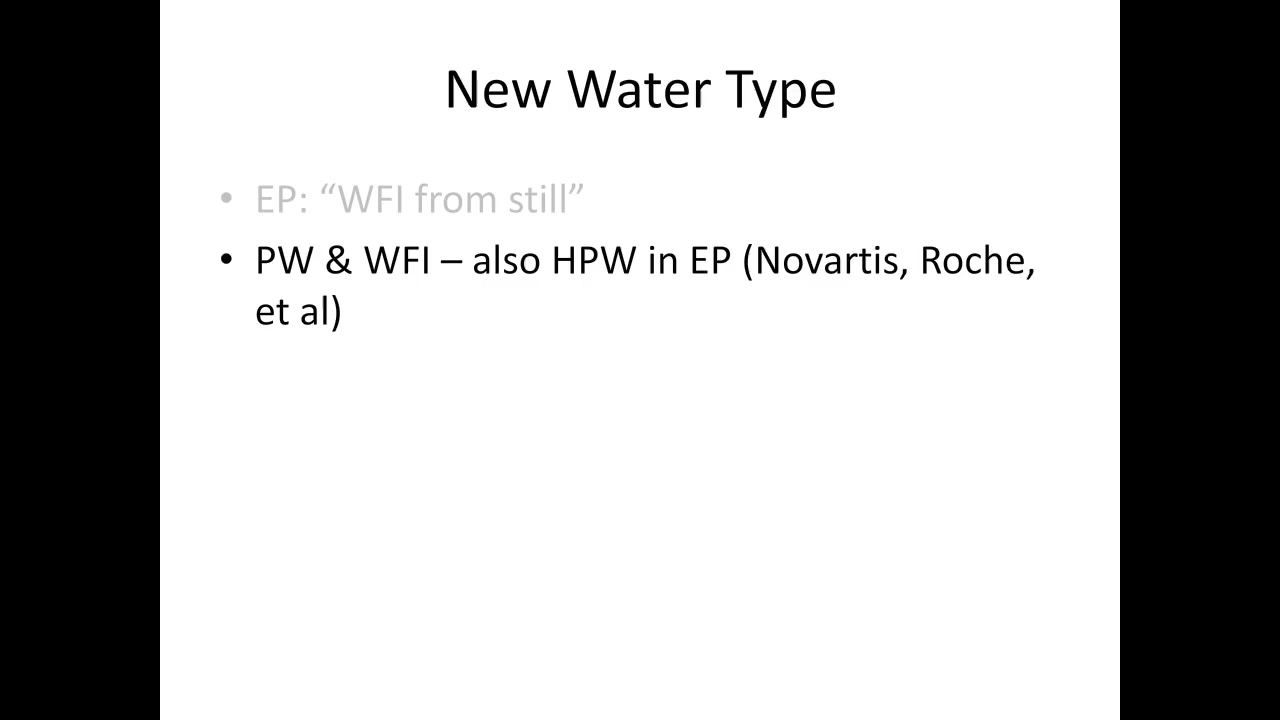 New Water Type
• EP: “WFI from still”
• PW & WFI – also HPW in EP (Novartis, Roche,
et al)